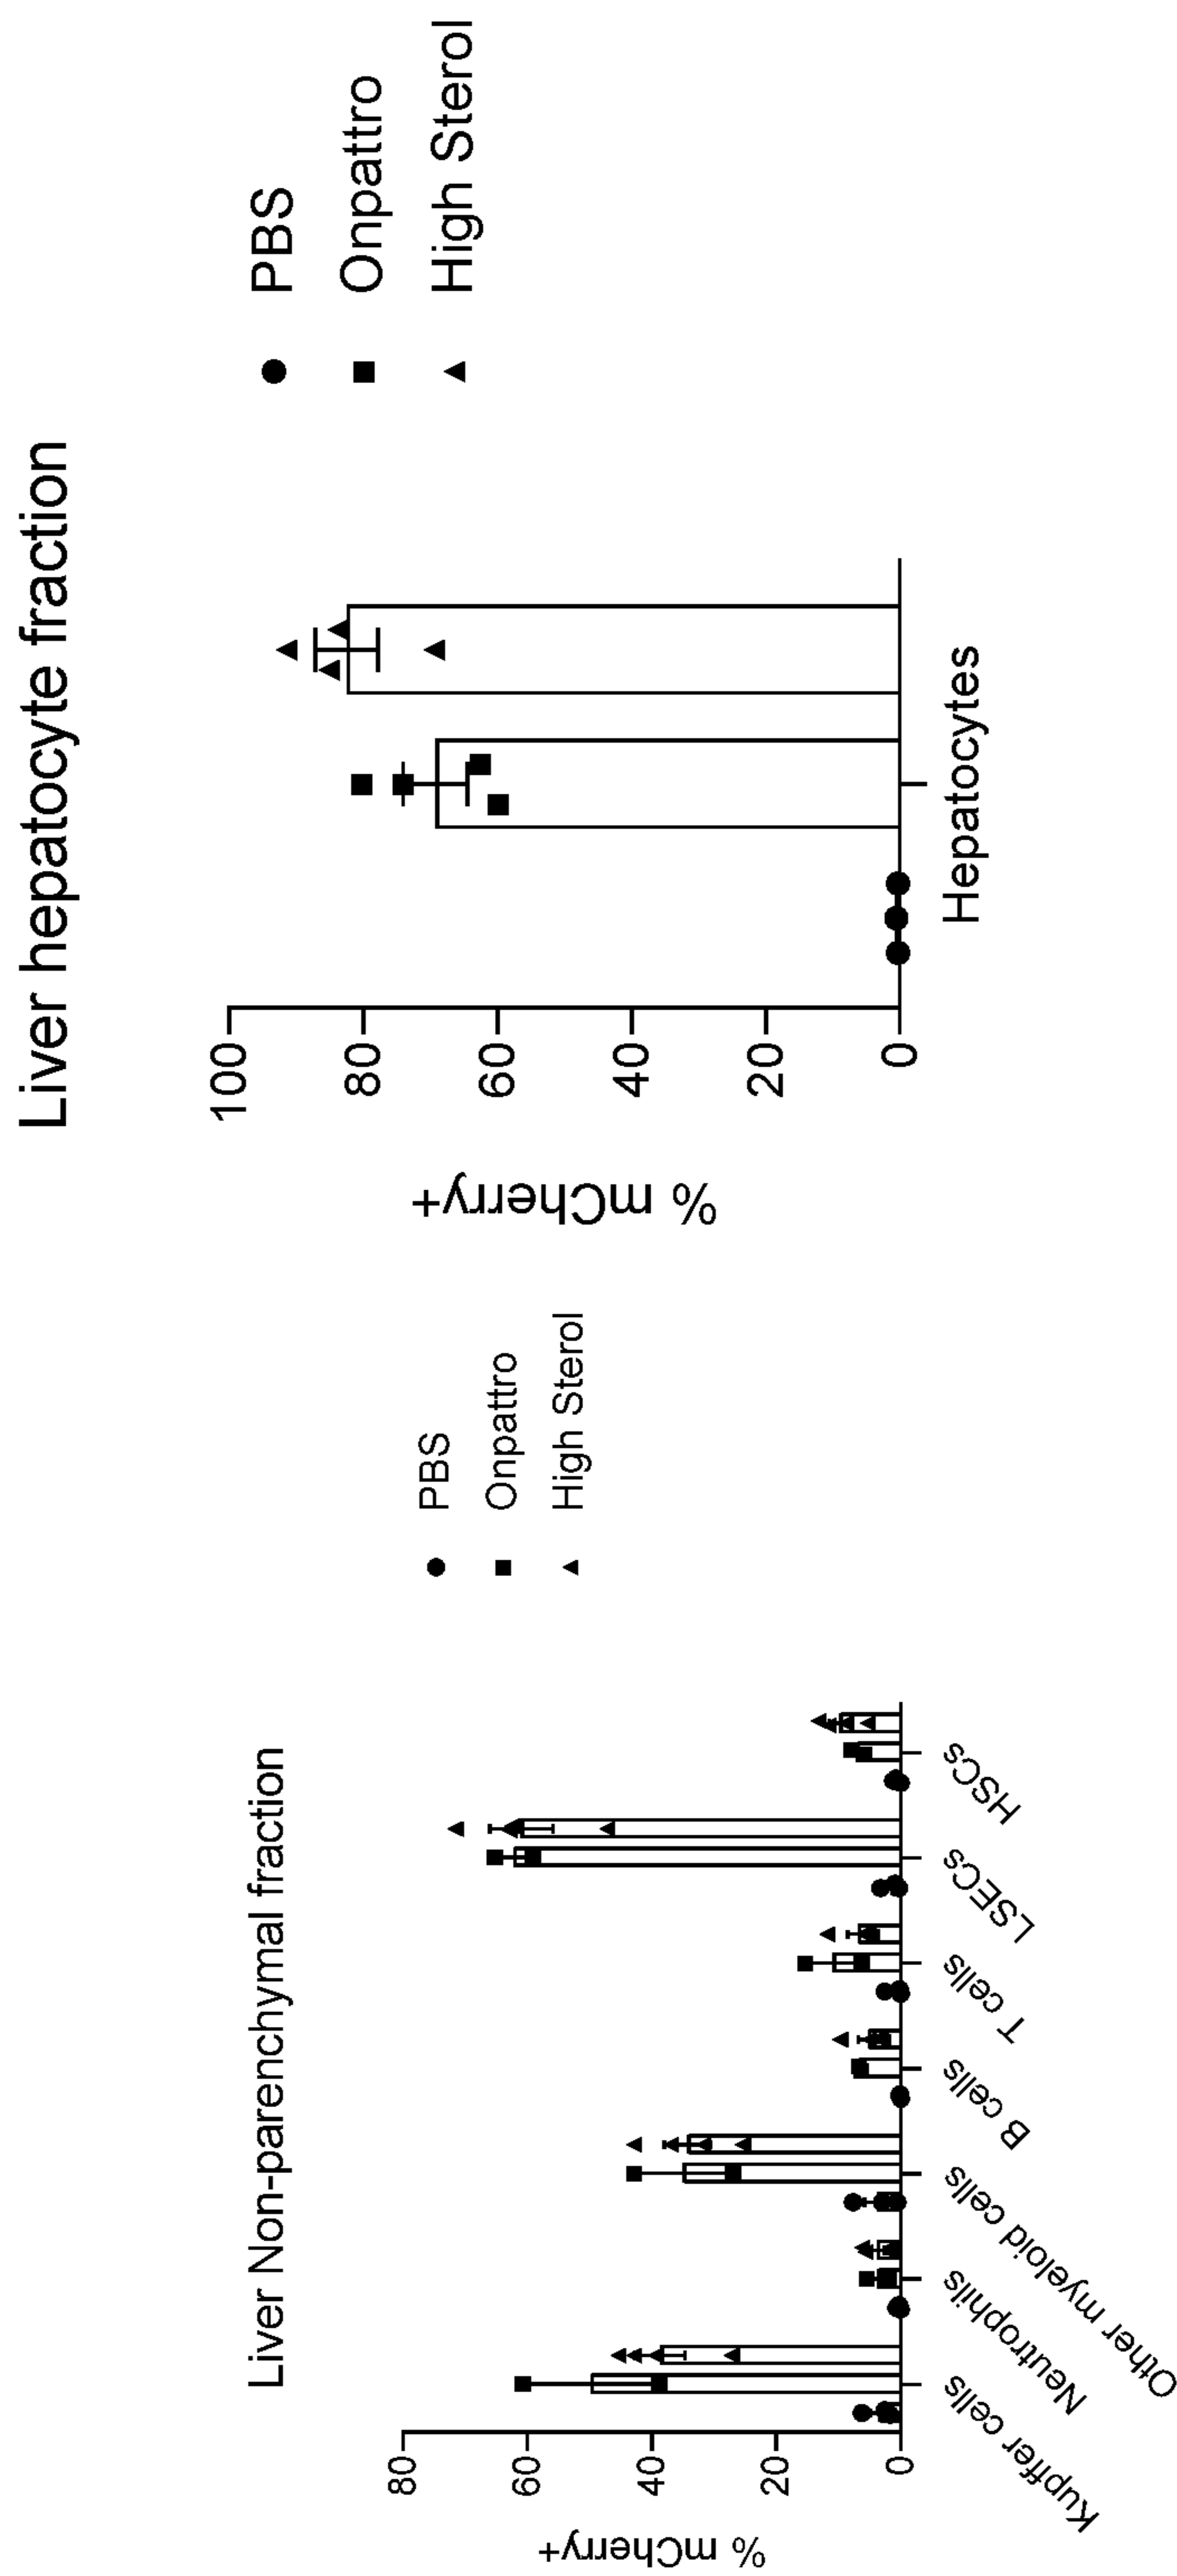 Liver Non-parenchymal fraction
% mCherry+
80
60
40
20
0
Kupffer cells
Neutrophils
Other myeloid cells
B cells
T cells
LSECs
HSCs
PBS
Onpattro
High Sterol
Liver hepatocyte fraction
% mCherry+
100
80
60
40
20
0
Hepatocytes
PBS
Onpattro
High Sterol